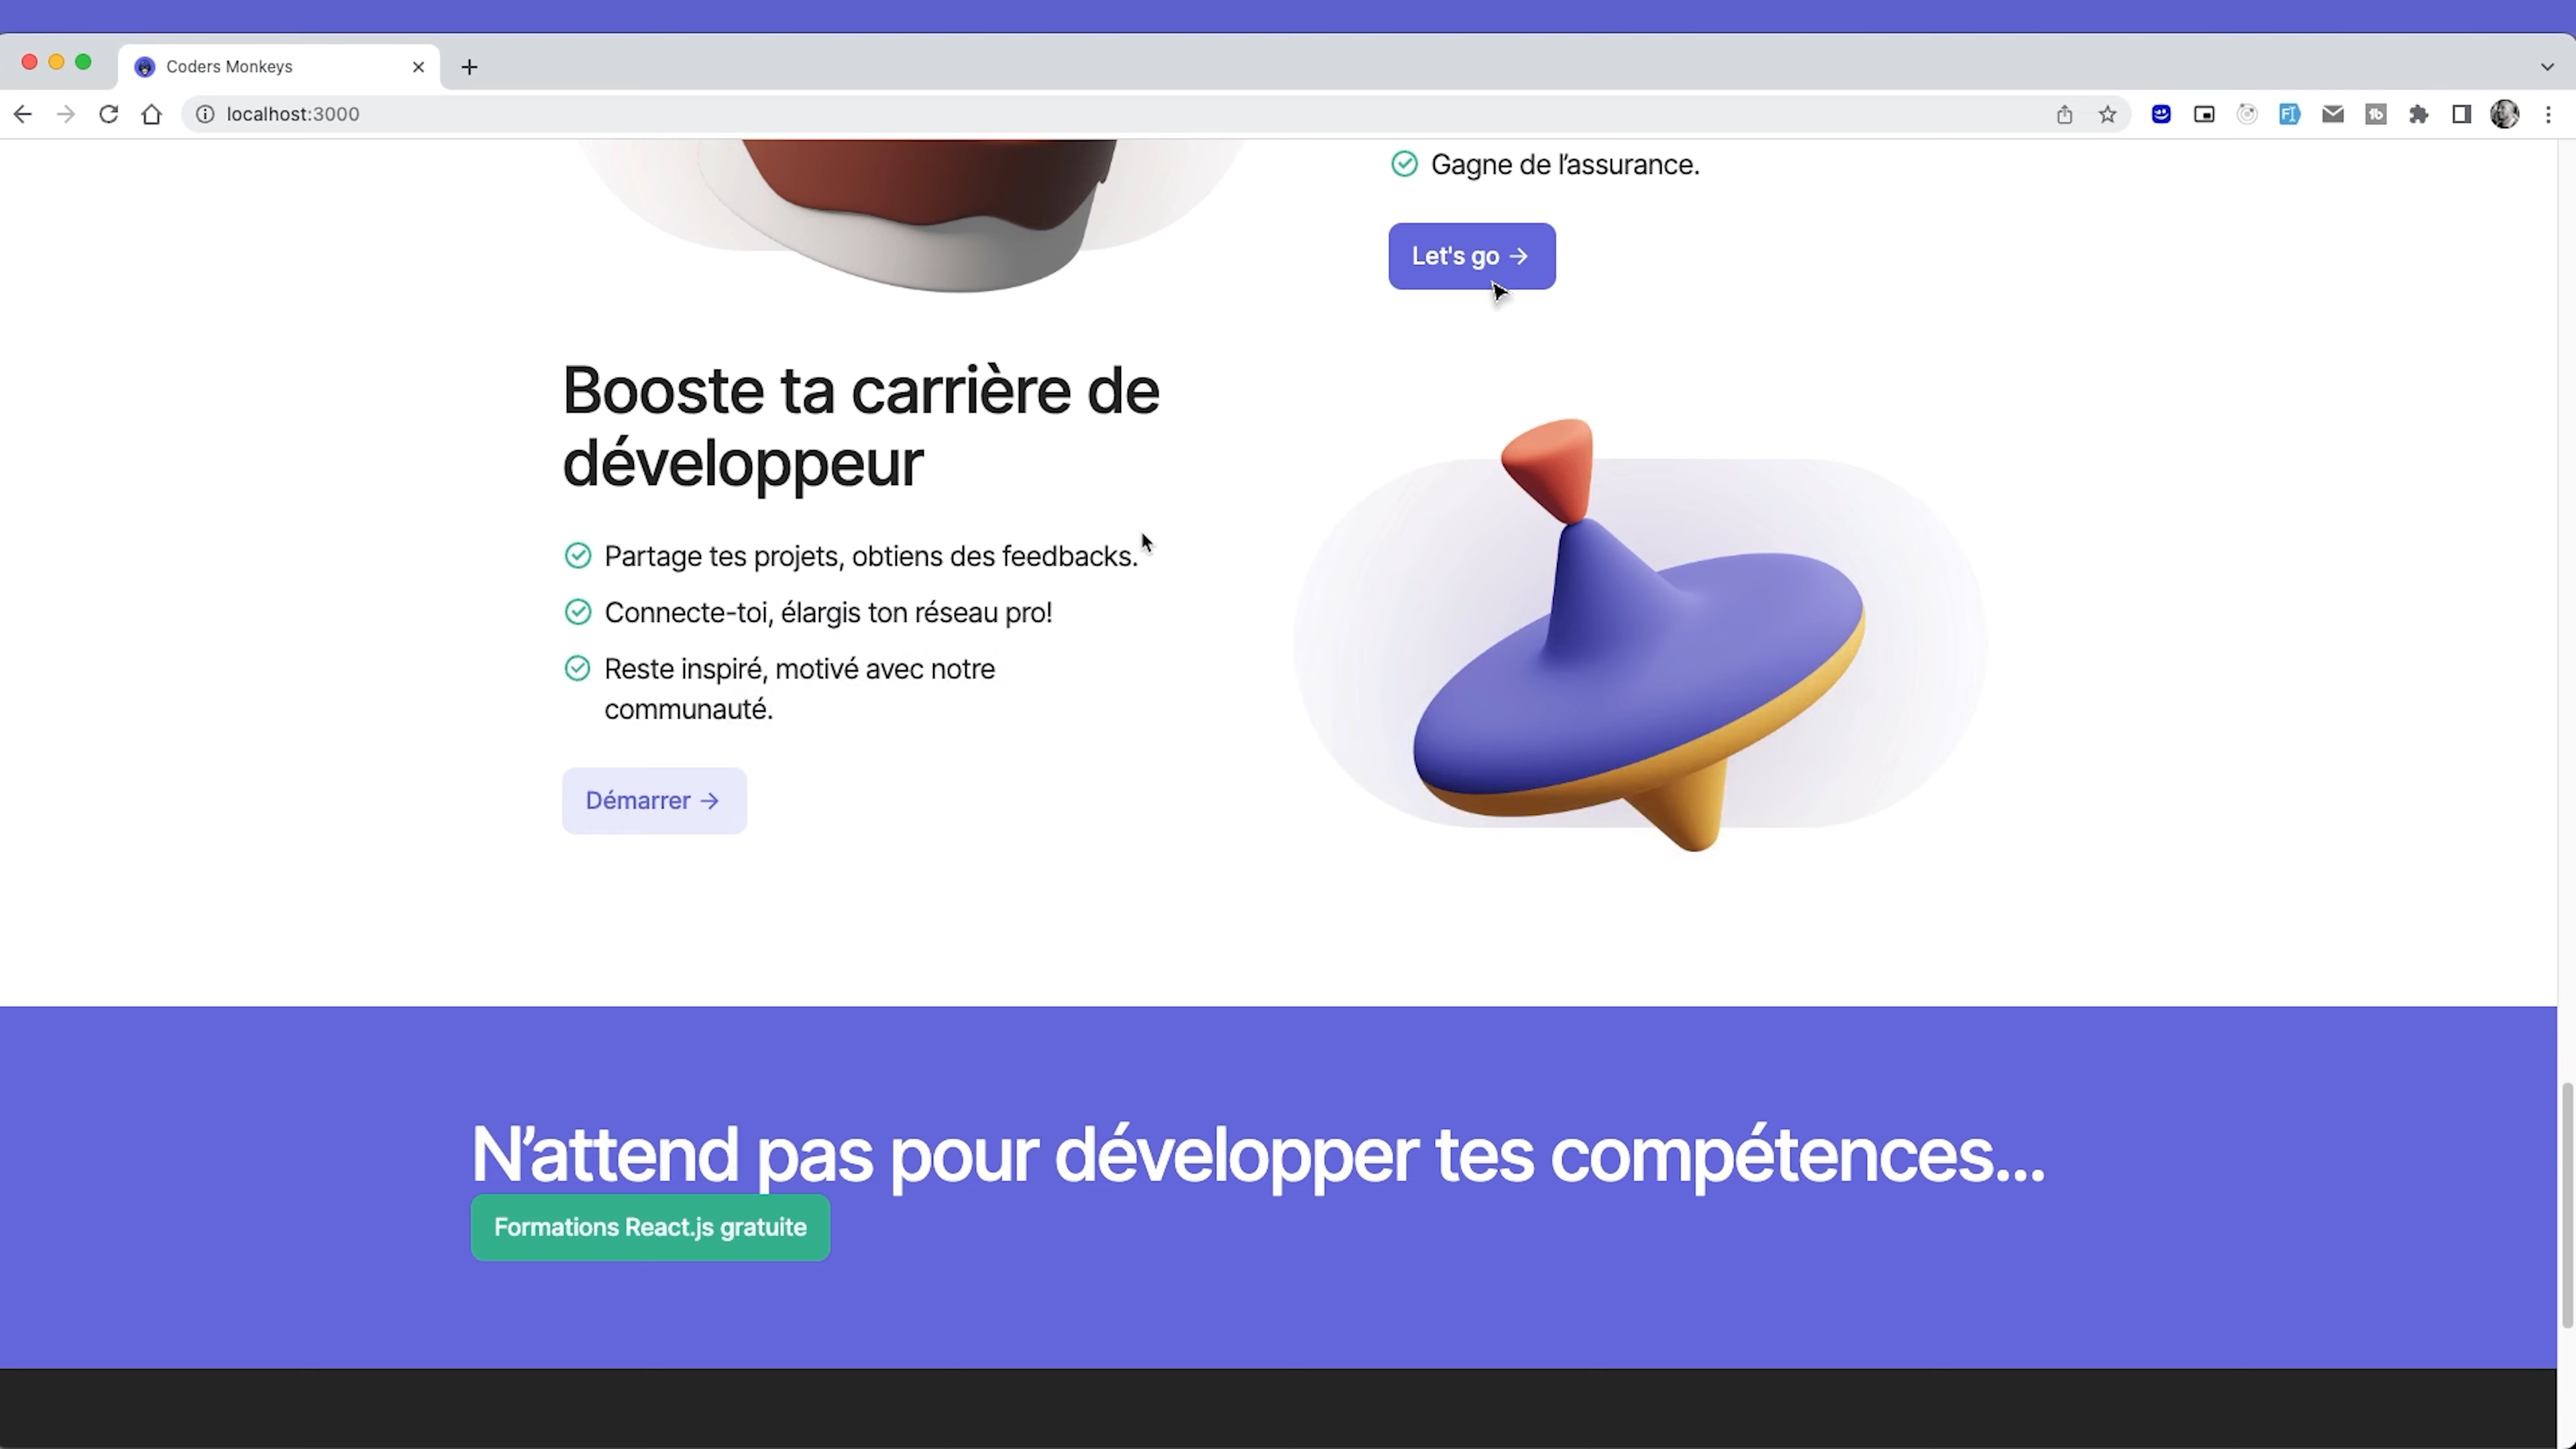 Coders Monkeys
localhost:3000
Gagne de l’assurance.
Let's go →
Booste ta carrière de
développeur
Partage tes projets, obtiens des feedbacks.
Connecte-toi, élargis ton réseau pro!
Reste inspiré, motivé avec notre
communauté.
Démarrer →
N’attend pas pour développer tes compétences...
Formations React.js gratuite